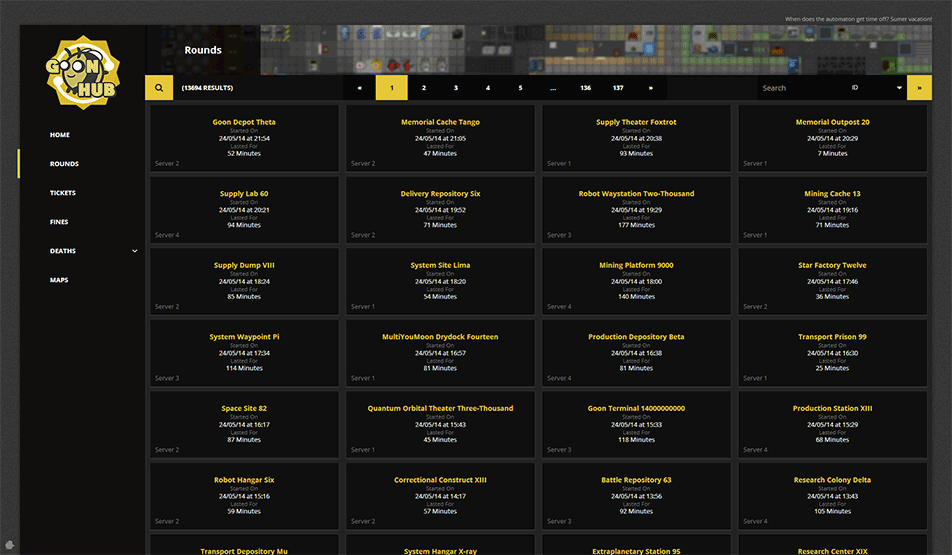 When does the automaton get time off? Sumer vacation!
GOON
HUB
Rounds
(13694 RESULTS)
« 1 2 3 4 5 ... 136 137 »
Search ID »
HOME
ROUNDS
TICKETS
FINES
DEATHS
MAPS
Goon Depot Theta
Started On
24/05/14 at 21:54
Lasted For
52 Minutes
Server 2
Memorial Cache Tango
Started On
24/05/14 at 21:05
Lasted For
47 Minutes
Server 2
Supply Theater Foxtrot
Started On
24/05/14 at 20:38
Lasted For
93 Minutes
Server 1
Memorial Outpost 20
Started On
24/05/14 at 20:29
Lasted For
7 Minutes
Server 1
Supply Lab 60
Started On
24/05/14 at 20:21
Lasted For
94 Minutes
Server 4
Delivery Repository Six
Started On
24/05/14 at 19:52
Lasted For
71 Minutes
Server 2
Robot Waystation Two-Thousand
Started On
24/05/14 at 19:29
Lasted For
177 Minutes
Server 3
Mining Cache 13
Started On
24/05/14 at 19:16
Lasted For
71 Minutes
Server 1
Supply Dump VIII
Started On
24/05/14 at 18:24
Lasted For
85 Minutes
Server 2
System Site Lima
Started On
24/05/14 at 18:20
Lasted For
54 Minutes
Server 1
Mining Platform 9000
Started On
24/05/14 at 18:00
Lasted For
140 Minutes
Server 4
Star Factory Twelve
Started On
24/05/14 at 17:46
Lasted For
36 Minutes
Server 2
System Waypoint Pi
Started On
24/05/14 at 17:34
Lasted For
114 Minutes
Server 3
MultiYouMoon Drydock Fourteen
Started On
24/05/14 at 16:57
Lasted For
81 Minutes
Server 1
Production Depository Beta
Started On
24/05/14 at 16:38
Lasted For
81 Minutes
Server 4
Transport Prison 99
Started On
24/05/14 at 16:30
Lasted For
25 Minutes
Server 1
Space Site 82
Started On
24/05/14 at 16:17
Lasted For
87 Minutes
Server 2
Quantum Orbital Theater Three-Thousand
Started On
24/05/14 at 15:43
Lasted For
45 Minutes
Server 1
Goon Terminal 14000000000
Started On
24/05/14 at 15:33
Lasted For
118 Minutes
Server 3
Production Station XIII
Started On
24/05/14 at 15:29
Lasted For
68 Minutes
Server 4
Robot Hangar Six
Started On
24/05/14 at 15:16
Lasted For
59 Minutes
Server 2
Correctional Construct XIII
Started On
24/05/14 at 14:17
Lasted For
57 Minutes
Server 2
Battle Repository 63
Started On
24/05/14 at 13:56
Lasted For
92 Minutes
Server 3
Research Colony Delta
Started On
24/05/14 at 13:43
Lasted For
105 Minutes
Server 4
Transport Depository Mu
System Hangar X-ray
Extraplanetary Station 95
Research Center XIX